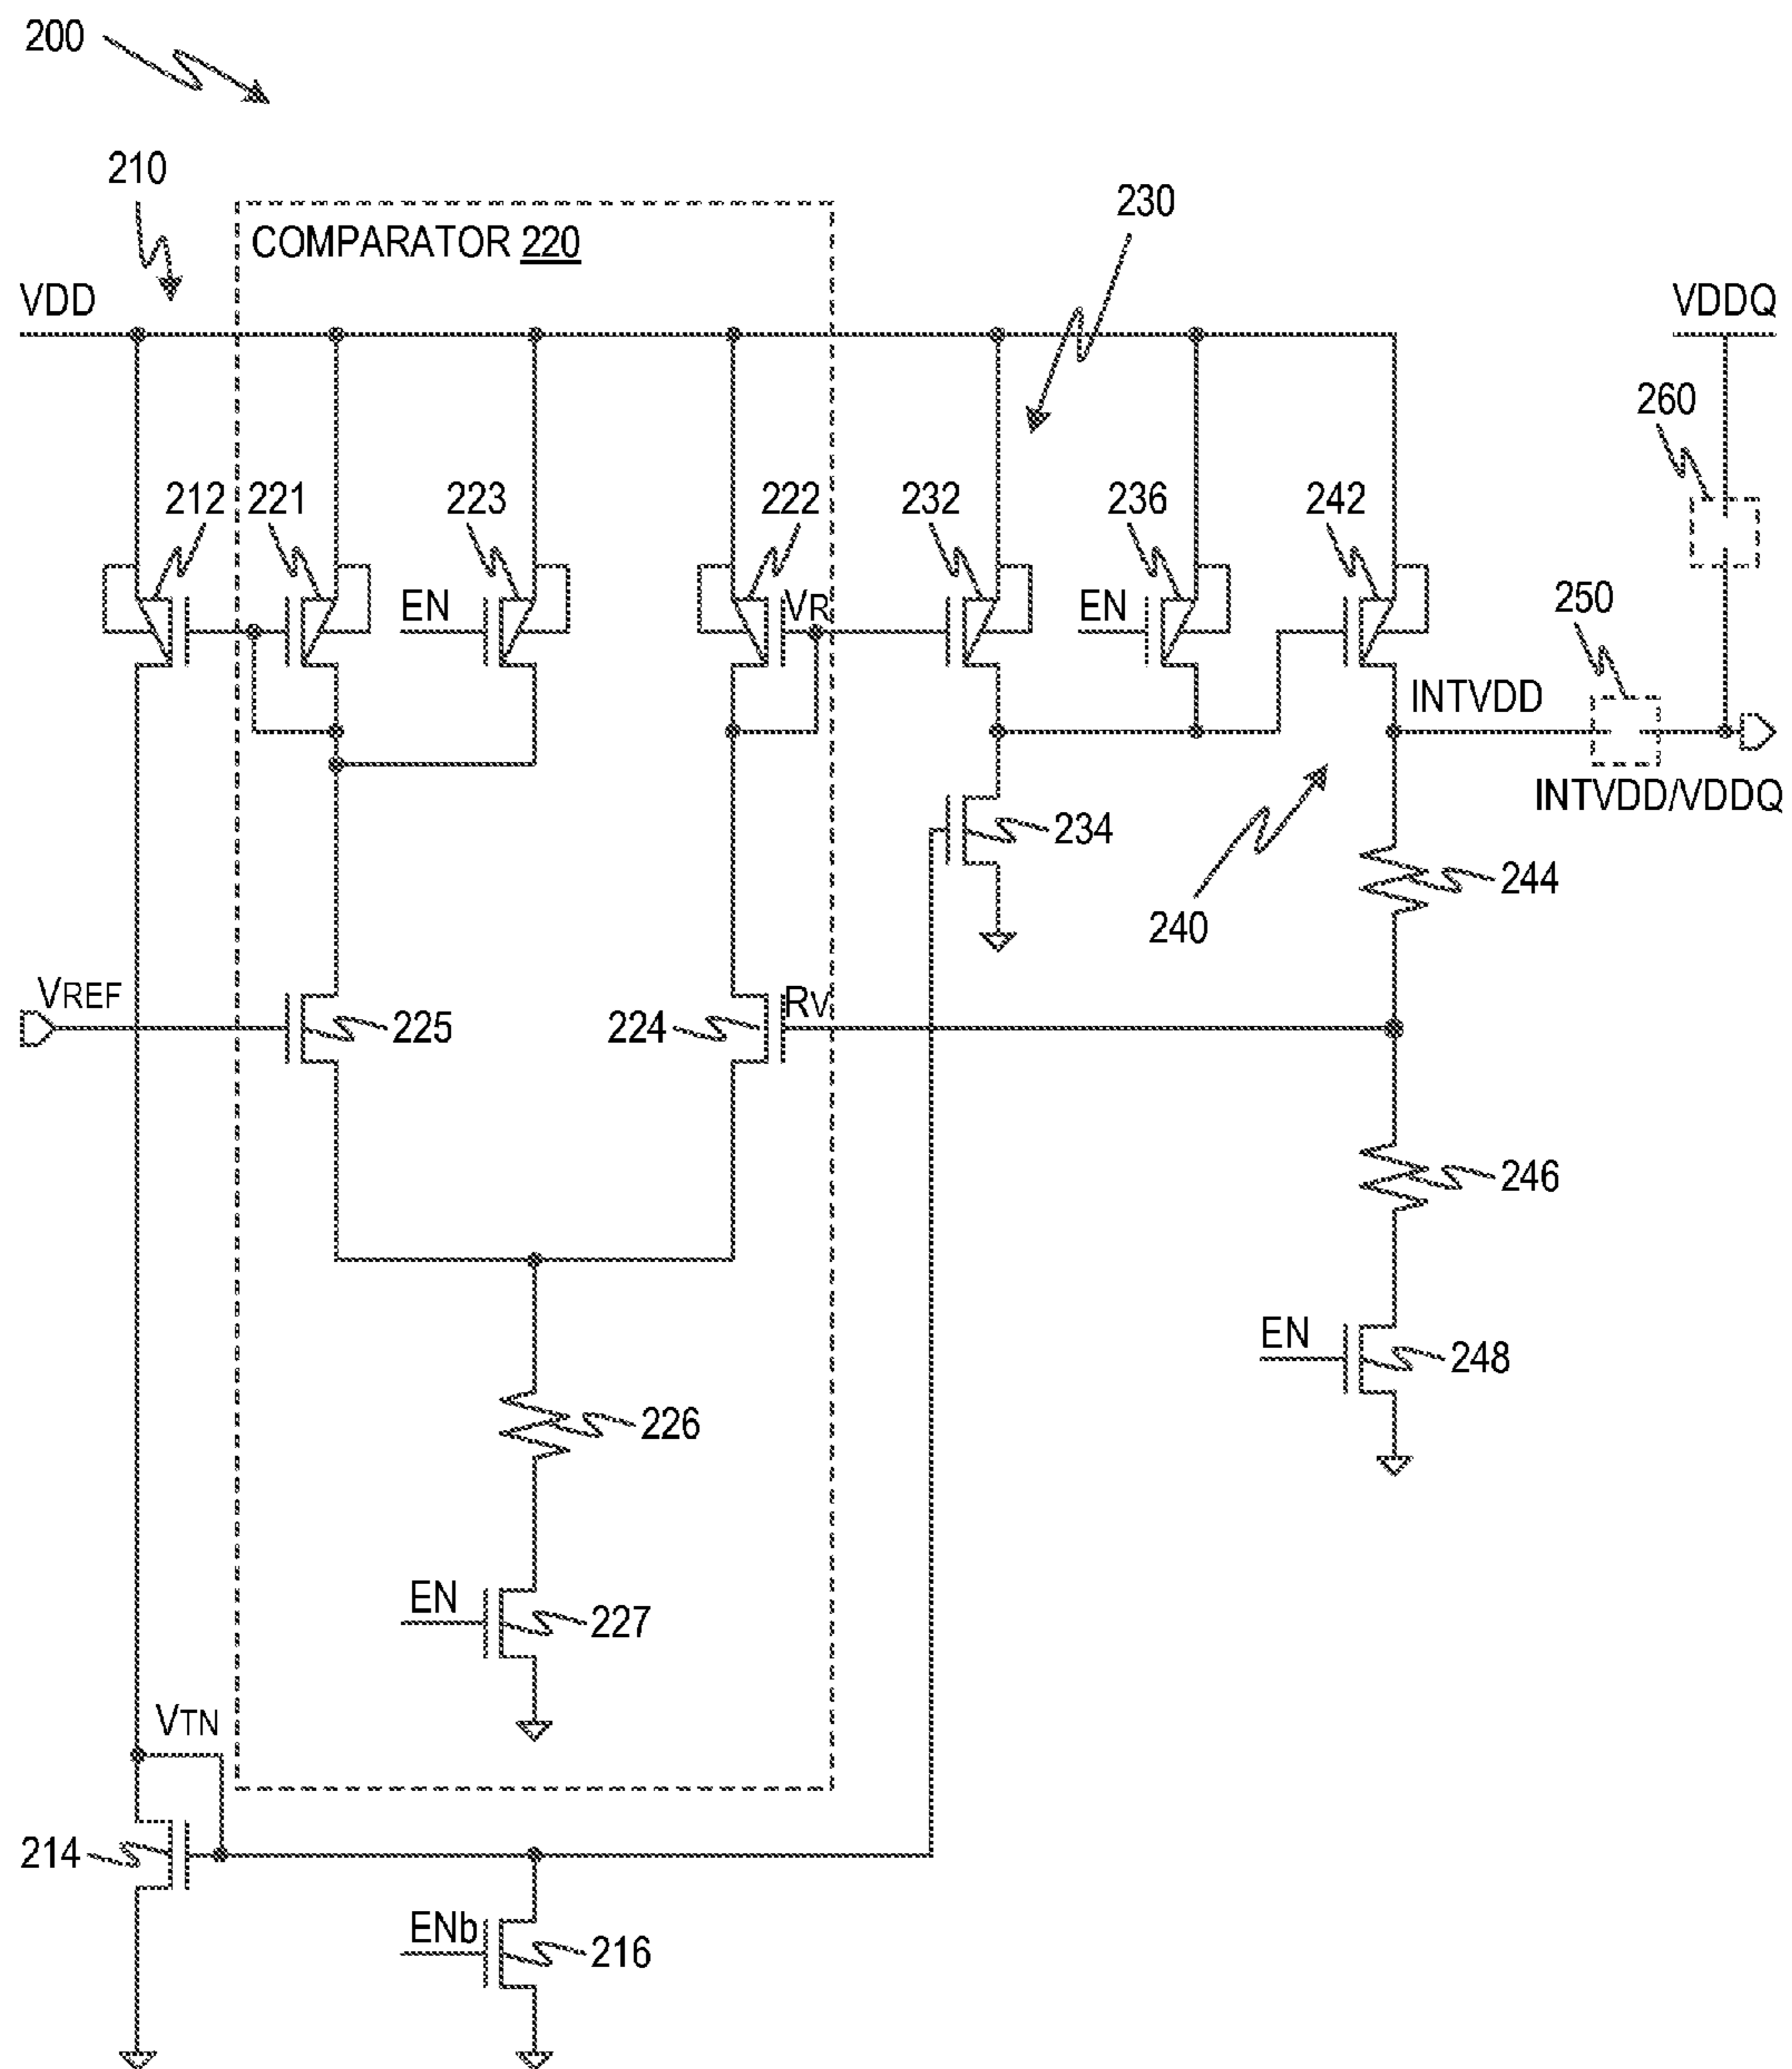 200
210
230
COMPARATOR 220
VDD
VDDQ
260
212
221
223
222
232
236
242
250
EN
VR
EN
INTVDD
INTVDD/VDDQ
234
244
240
VREF
RV
225
224
246
EN
248
226
EN
227
VTN
214
ENb
216